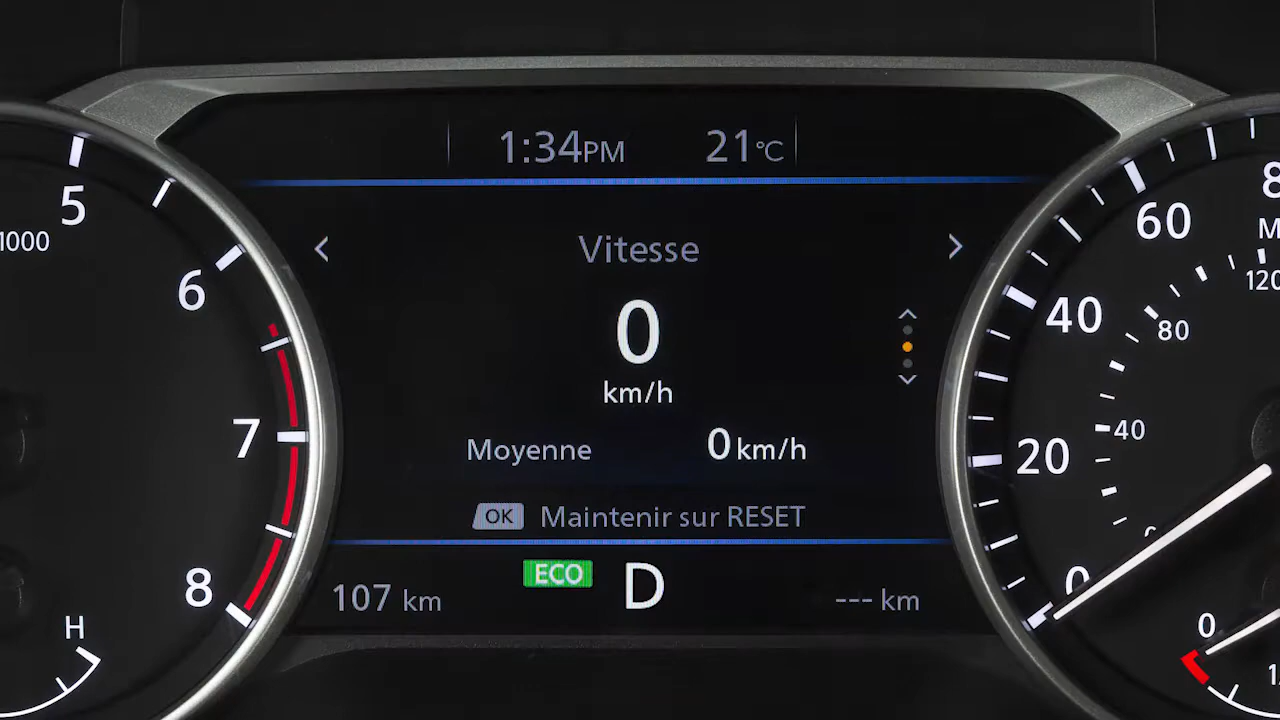 1:34PM 21°C
Vitesse
0
km/h
Moyenne 0 km/h
OK Maintenir sur RESET
ECO D
107 km --- km
5
1000
6
7
8
H
60
40
20
0
120
80
40
0